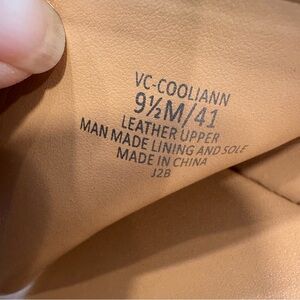 VC-COOLIANN
9½M/41
LEATHER UPPER
MAN MADE LINING AND SOLE
MADE IN CHINA
J2B